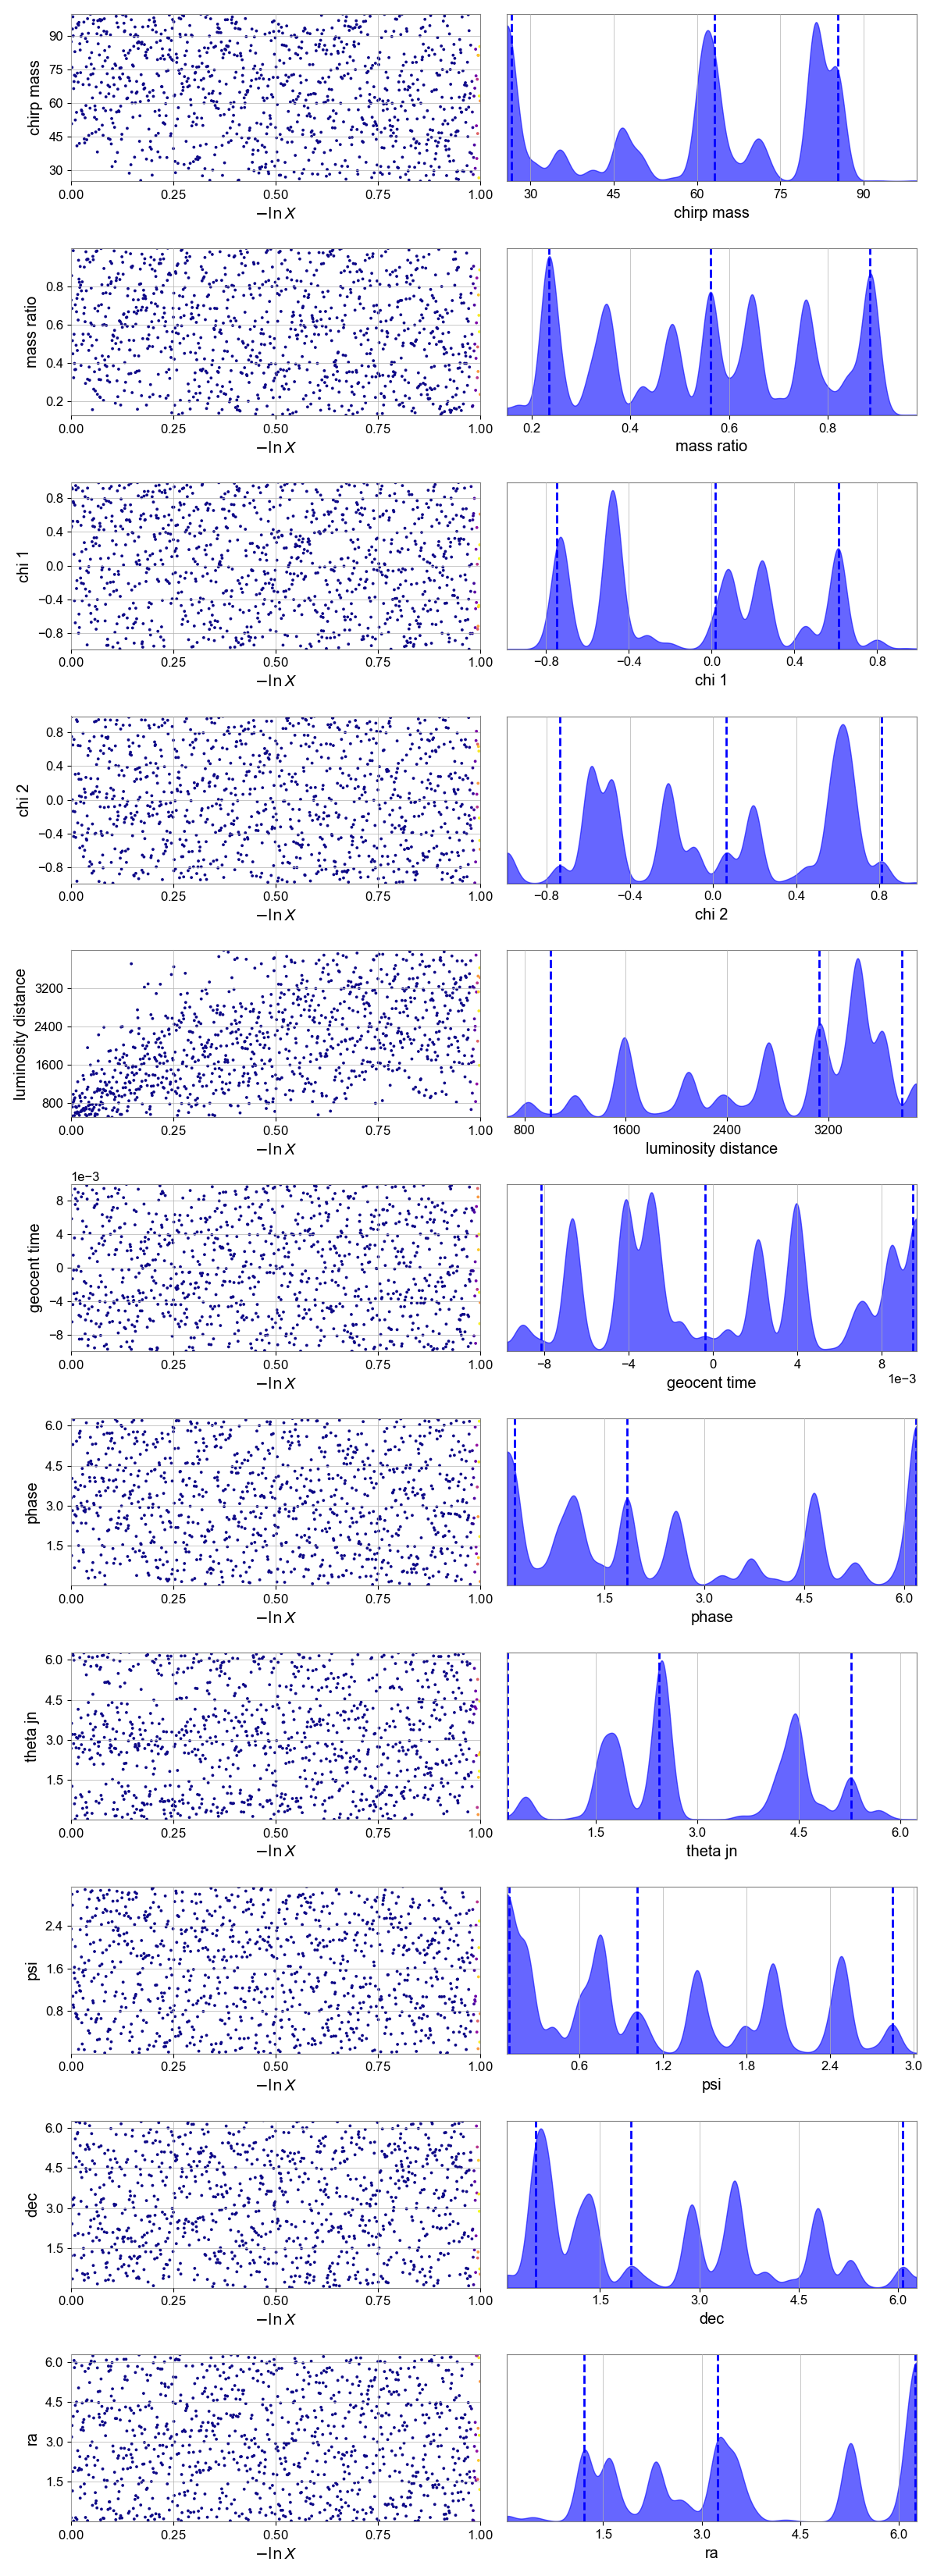 90
75
60
45
30
chirp mass
0.00 0.25 0.50 0.75 1.00
−ln X
30 45 60 75 90
chirp mass
0.8
0.6
0.4
0.2
mass ratio
0.00 0.25 0.50 0.75 1.00
−ln X
0.2 0.4 0.6 0.8
mass ratio
0.8
0.4
0.0
−0.4
−0.8
chi 1
0.00 0.25 0.50 0.75 1.00
−ln X
−0.8 −0.4 0.0 0.4 0.8
chi 1
0.8
0.4
0.0
−0.4
−0.8
chi 2
0.00 0.25 0.50 0.75 1.00
−ln X
−0.8 −0.4 0.0 0.4 0.8
chi 2
3200
2400
1600
800
luminosity distance
0.00 0.25 0.50 0.75 1.00
−ln X
800 1600 2400 3200
luminosity distance
1e−3
8
4
0
−4
−8
geocent time
0.00 0.25 0.50 0.75 1.00
−ln X
−8 −4 0 4 8
1e−3
geocent time
6.0
4.5
3.0
1.5
phase
0.00 0.25 0.50 0.75 1.00
−ln X
1.5 3.0 4.5 6.0
phase
6.0
4.5
3.0
1.5
theta jn
0.00 0.25 0.50 0.75 1.00
−ln X
1.5 3.0 4.5 6.0
theta jn
2.4
1.6
0.8
psi
0.00 0.25 0.50 0.75 1.00
−ln X
0.6 1.2 1.8 2.4 3.0
psi
6.0
4.5
3.0
1.5
dec
0.00 0.25 0.50 0.75 1.00
−ln X
1.5 3.0 4.5 6.0
dec
6.0
4.5
3.0
1.5
ra
0.00 0.25 0.50 0.75 1.00
−ln X
1.5 3.0 4.5 6.0
ra